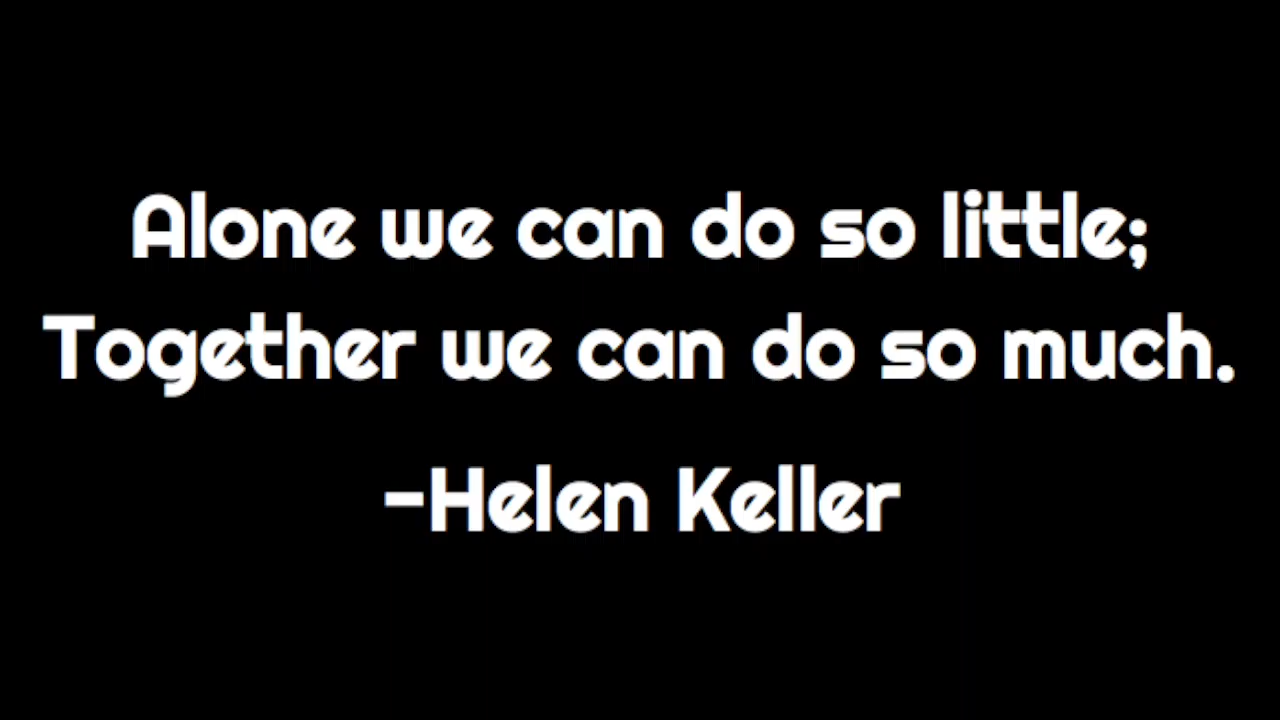 Alone we can do so little;
Together we can do so much.
-Helen Keller